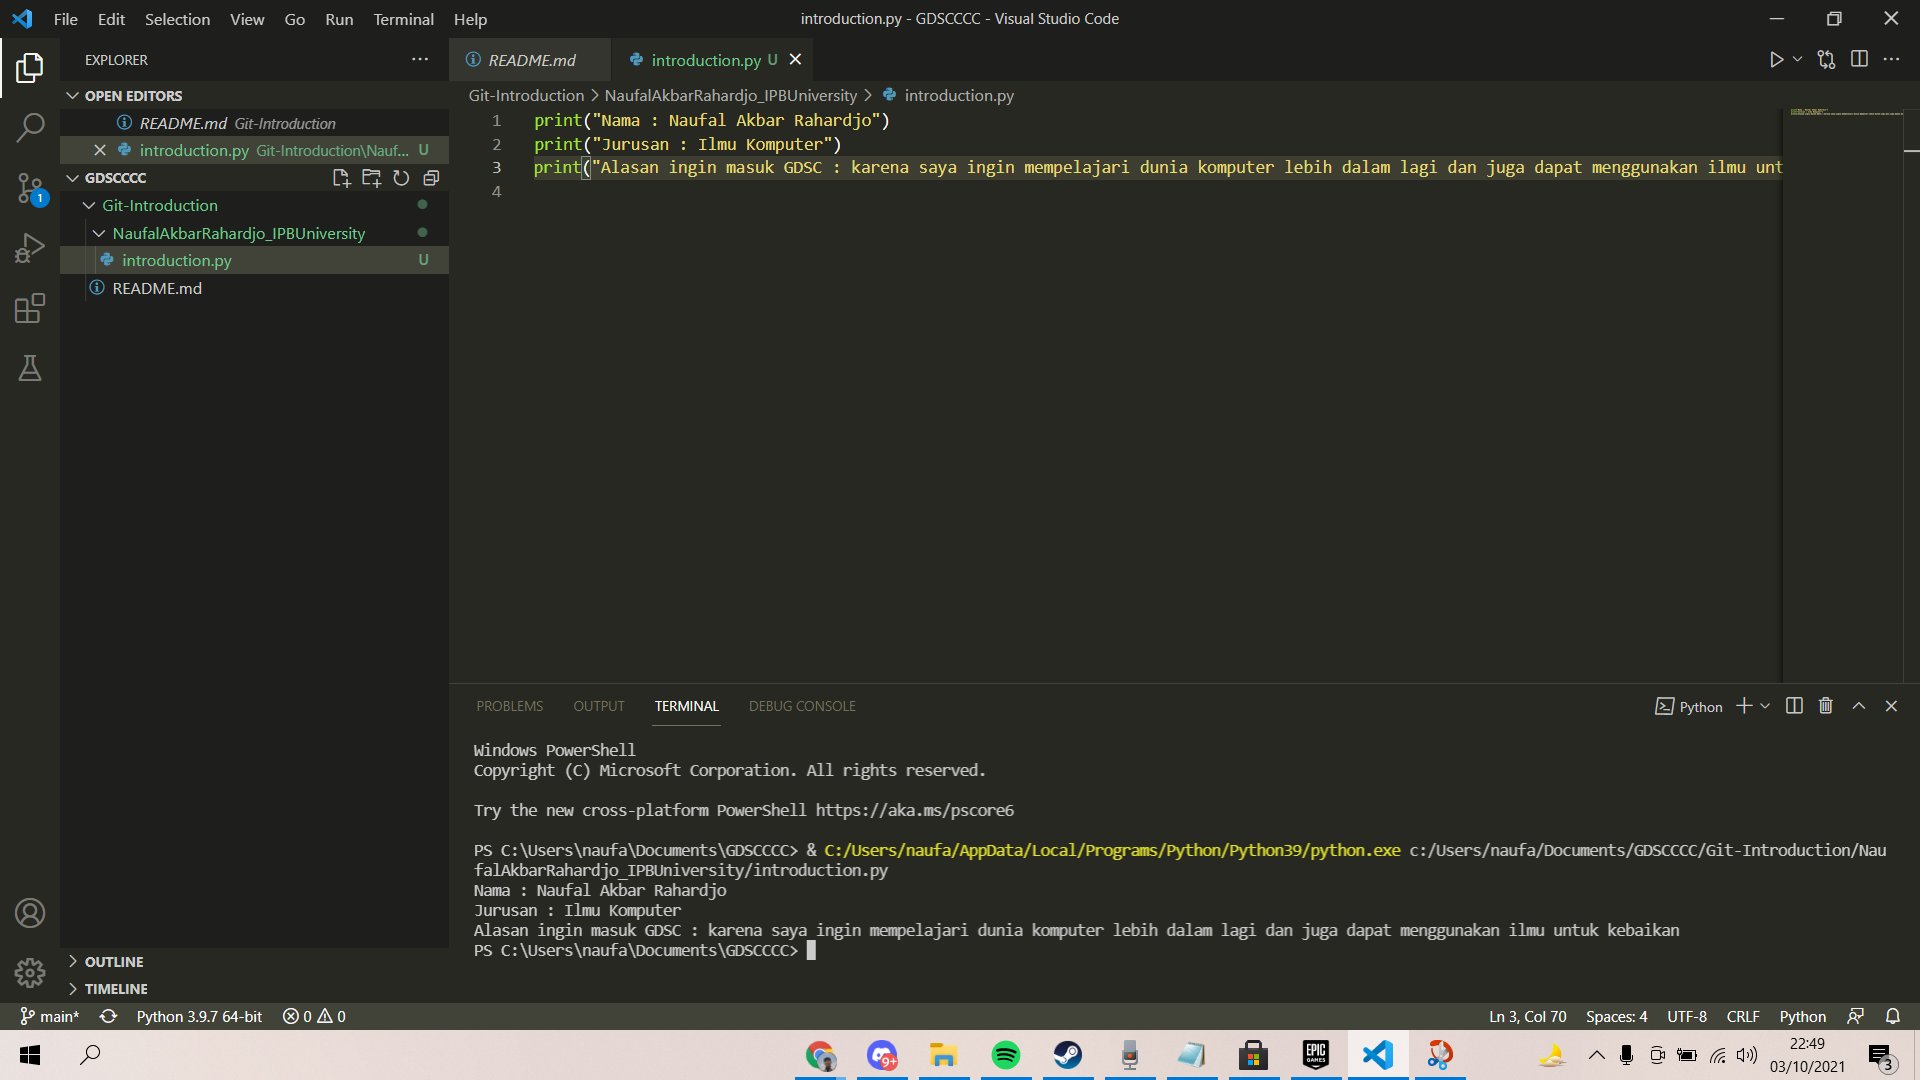 File Edit Selection View Go Run Terminal Help
introduction.py - GDSCCCC - Visual Studio Code
EXPLORER
OPEN EDITORS
README.md Git-Introduction
introduction.py Git-Introduction\Nauf... U
GDSCCCC
Git-Introduction
NaufalAkbarRahardjo_IPBUniversity
introduction.py U
README.md
1
OUTLINE
TIMELINE
README.md
introduction.py U
Git-Introduction > NaufalAkbarRahardjo_IPBUniversity > introduction.py
1 print("Nama : Naufal Akbar Rahardjo")
2 print("Jurusan : Ilmu Komputer")
3 print("Alasan ingin masuk GDSC : karena saya ingin mempelajari dunia komputer lebih dalam lagi dan juga dapat menggunakan ilmu unt
4
PROBLEMS OUTPUT TERMINAL DEBUG CONSOLE
Python
Windows PowerShell
Copyright (C) Microsoft Corporation. All rights reserved.
Try the new cross-platform PowerShell https://aka.ms/pscore6
PS C:\Users\naufa\Documents\GDSCCCC> & C:/Users/naufa/AppData/Local/Programs/Python/Python39/python.exe c:/Users/naufa/Documents/GDSCCCC/Git-Introduction/Nau
falAkbarRahardjo_IPBUniversity/introduction.py
Nama : Naufal Akbar Rahardjo
Jurusan : Ilmu Komputer
Alasan ingin masuk GDSC : karena saya ingin mempelajari dunia komputer lebih dalam lagi dan juga dapat menggunakan ilmu untuk kebaikan
PS C:\Users\naufa\Documents\GDSCCCC>
main* Python 3.9.7 64-bit 0 0
Ln 3, Col 70 Spaces: 4 UTF-8 CRLF Python
9+
EPIC
GAMES
22:49
03/10/2021
3